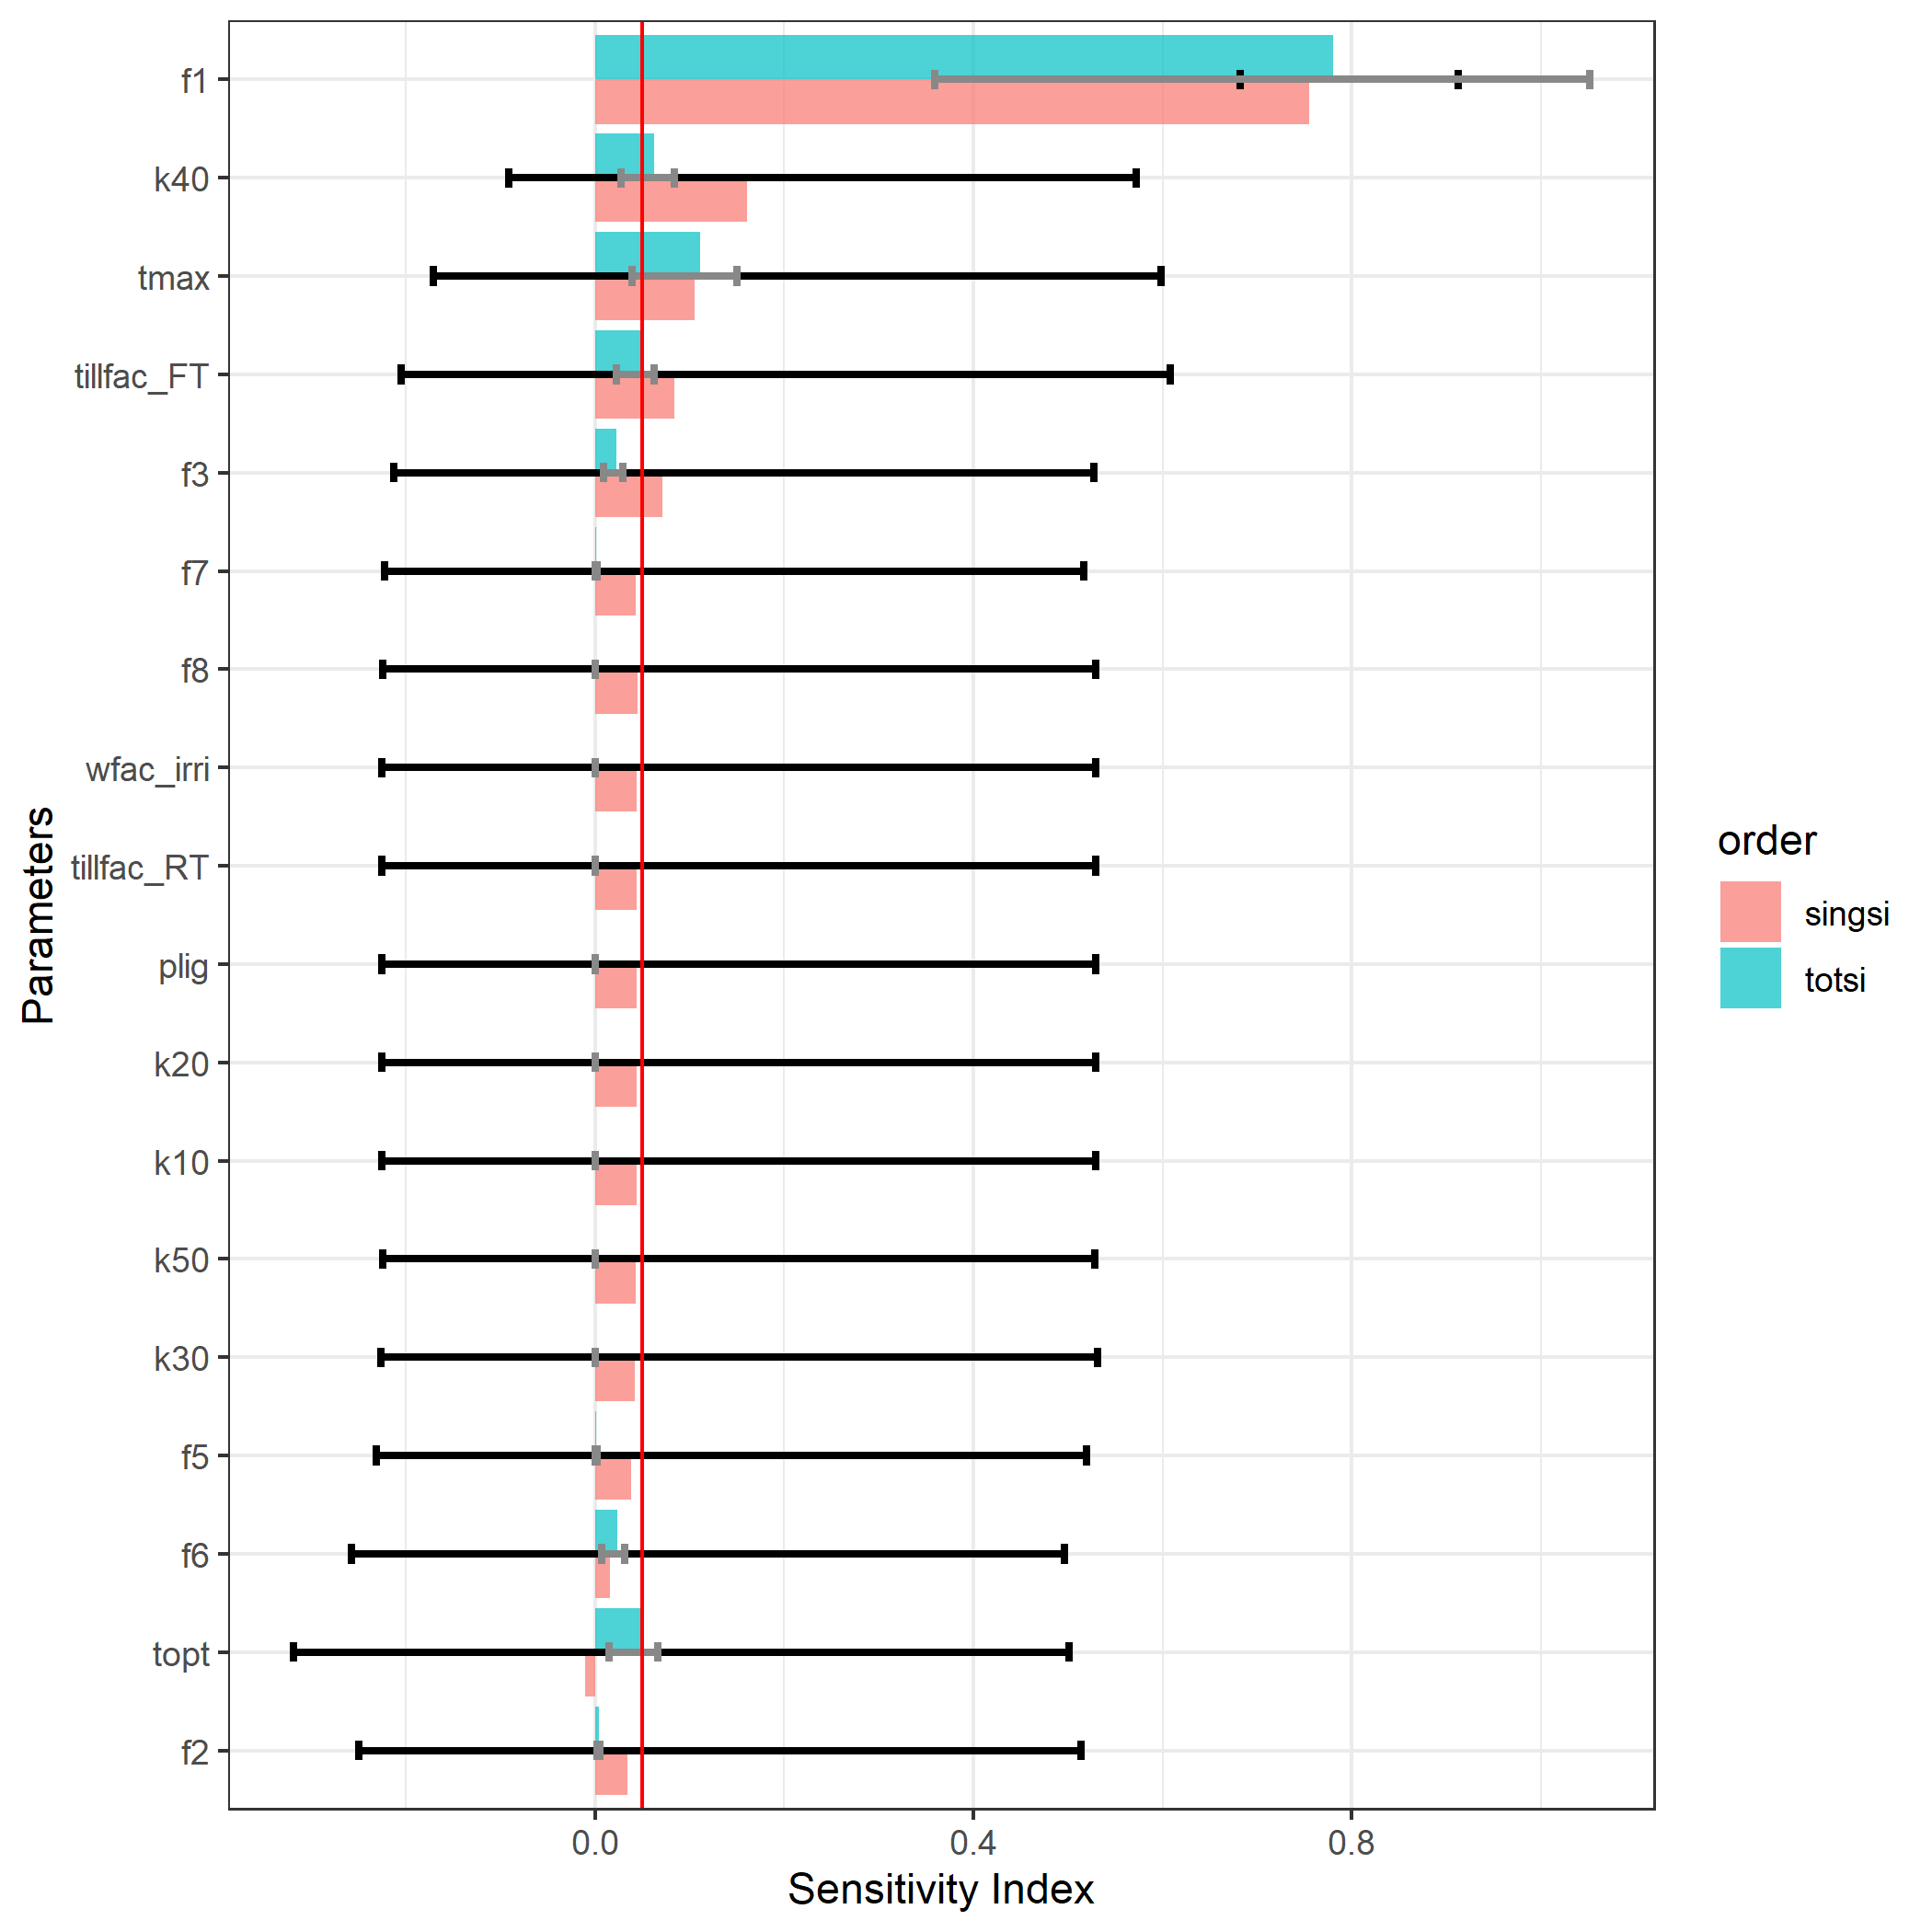 f1
k40
tmax
tillfac_FT
f3
f7
f8
wfac_irri
tillfac_RT
plig
k20
k10
k50
k30
f5
f6
topt
f2
Parameters
0.0 0.4 0.8
Sensitivity Index
order
singsi
totsi